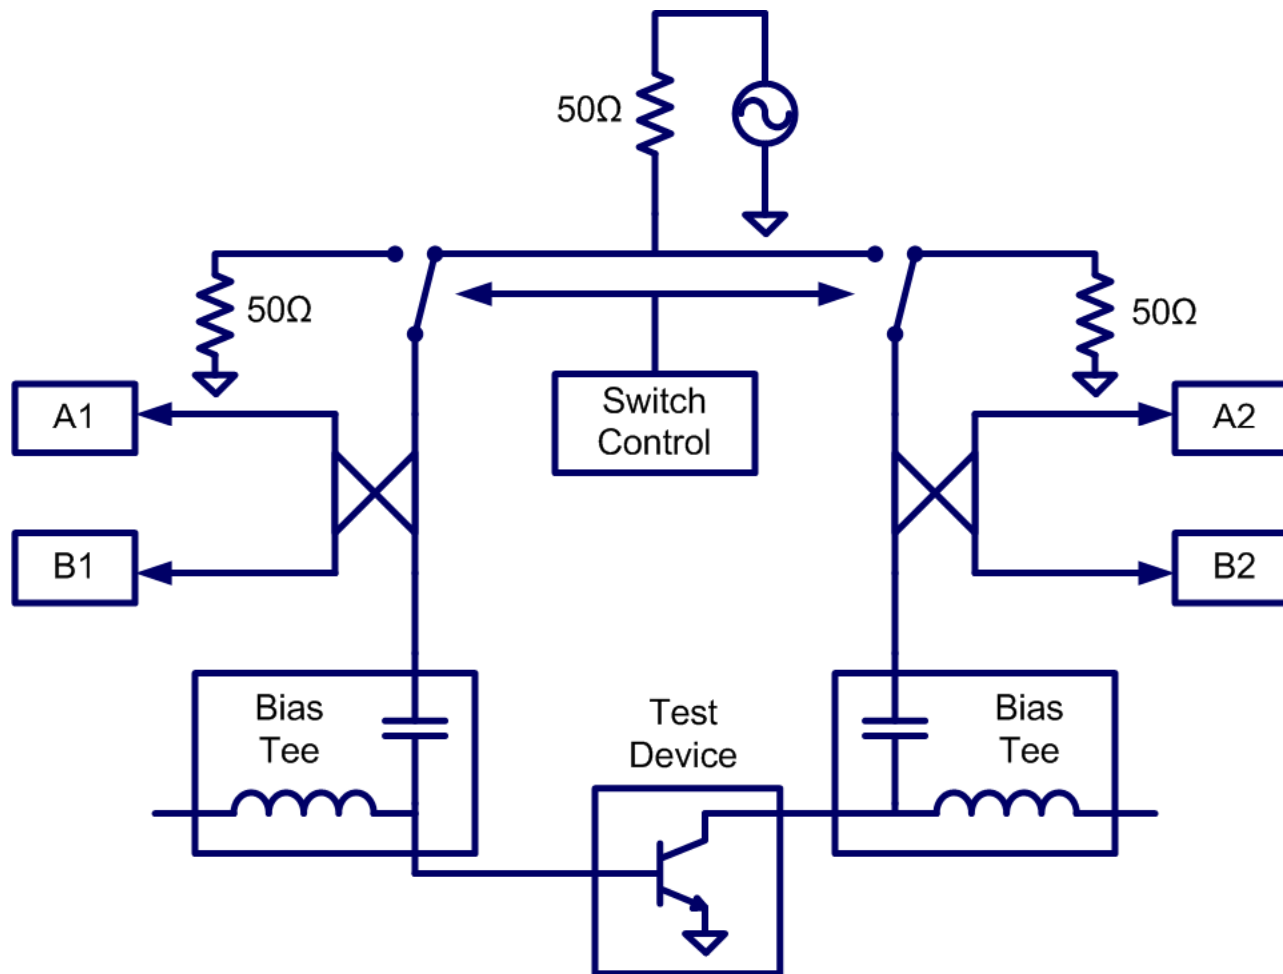 50Ω
50Ω
50Ω
Switch
Control
A1
A2
B1
B2
Bias
Tee
Test
Device
Bias
Tee